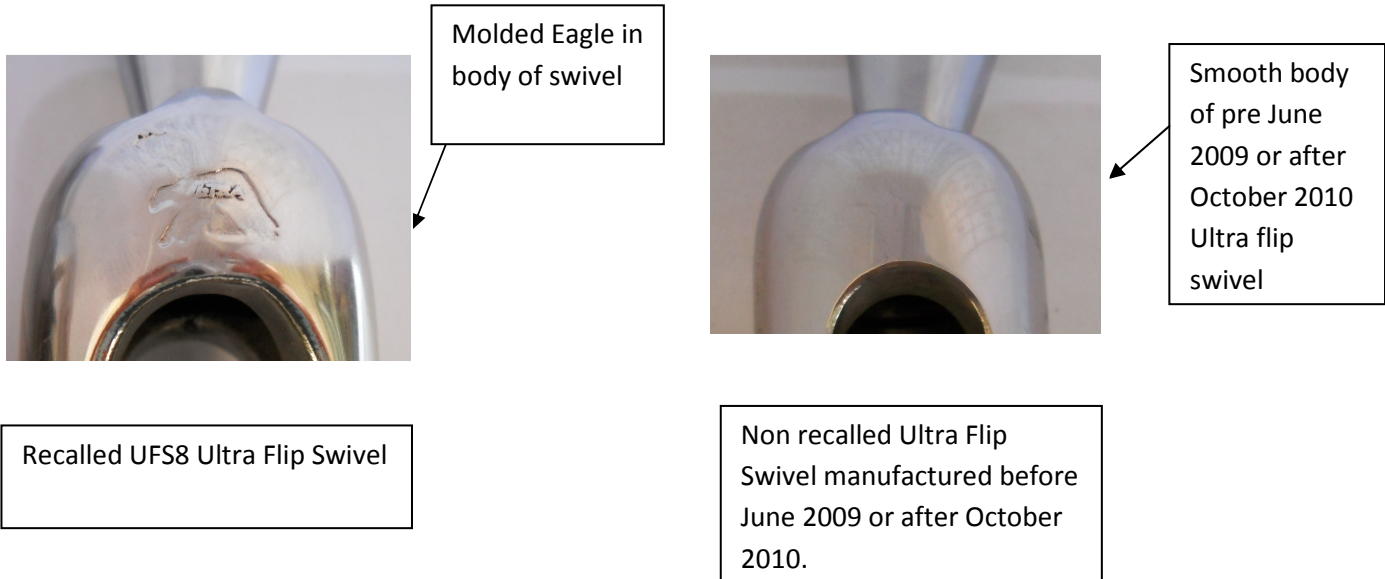 Molded Eagle in
body of swivel
Smooth body
of pre June
2009 or after
October 2010
Ultra flip
swivel
Recalled UFS8 Ultra Flip Swivel
Non recalled Ultra Flip
Swivel manufactured before
June 2009 or after October
2010.